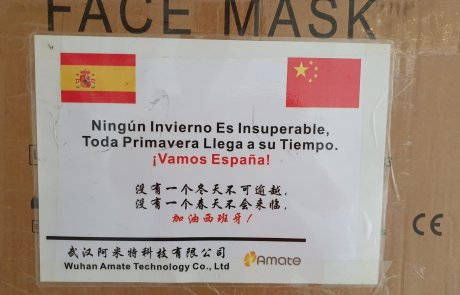 FACE MASK
Ningún Invierno Es Insuperable,
Toda Primavera Llega a su Tiempo.
¡Vamos España!
没有一个冬天不可逾越,
没有一个春天不会来临,
加油西班牙!
武汉阿米特科技有限公司
Wuhan Amate Technology Co., Ltd
Amate
CE